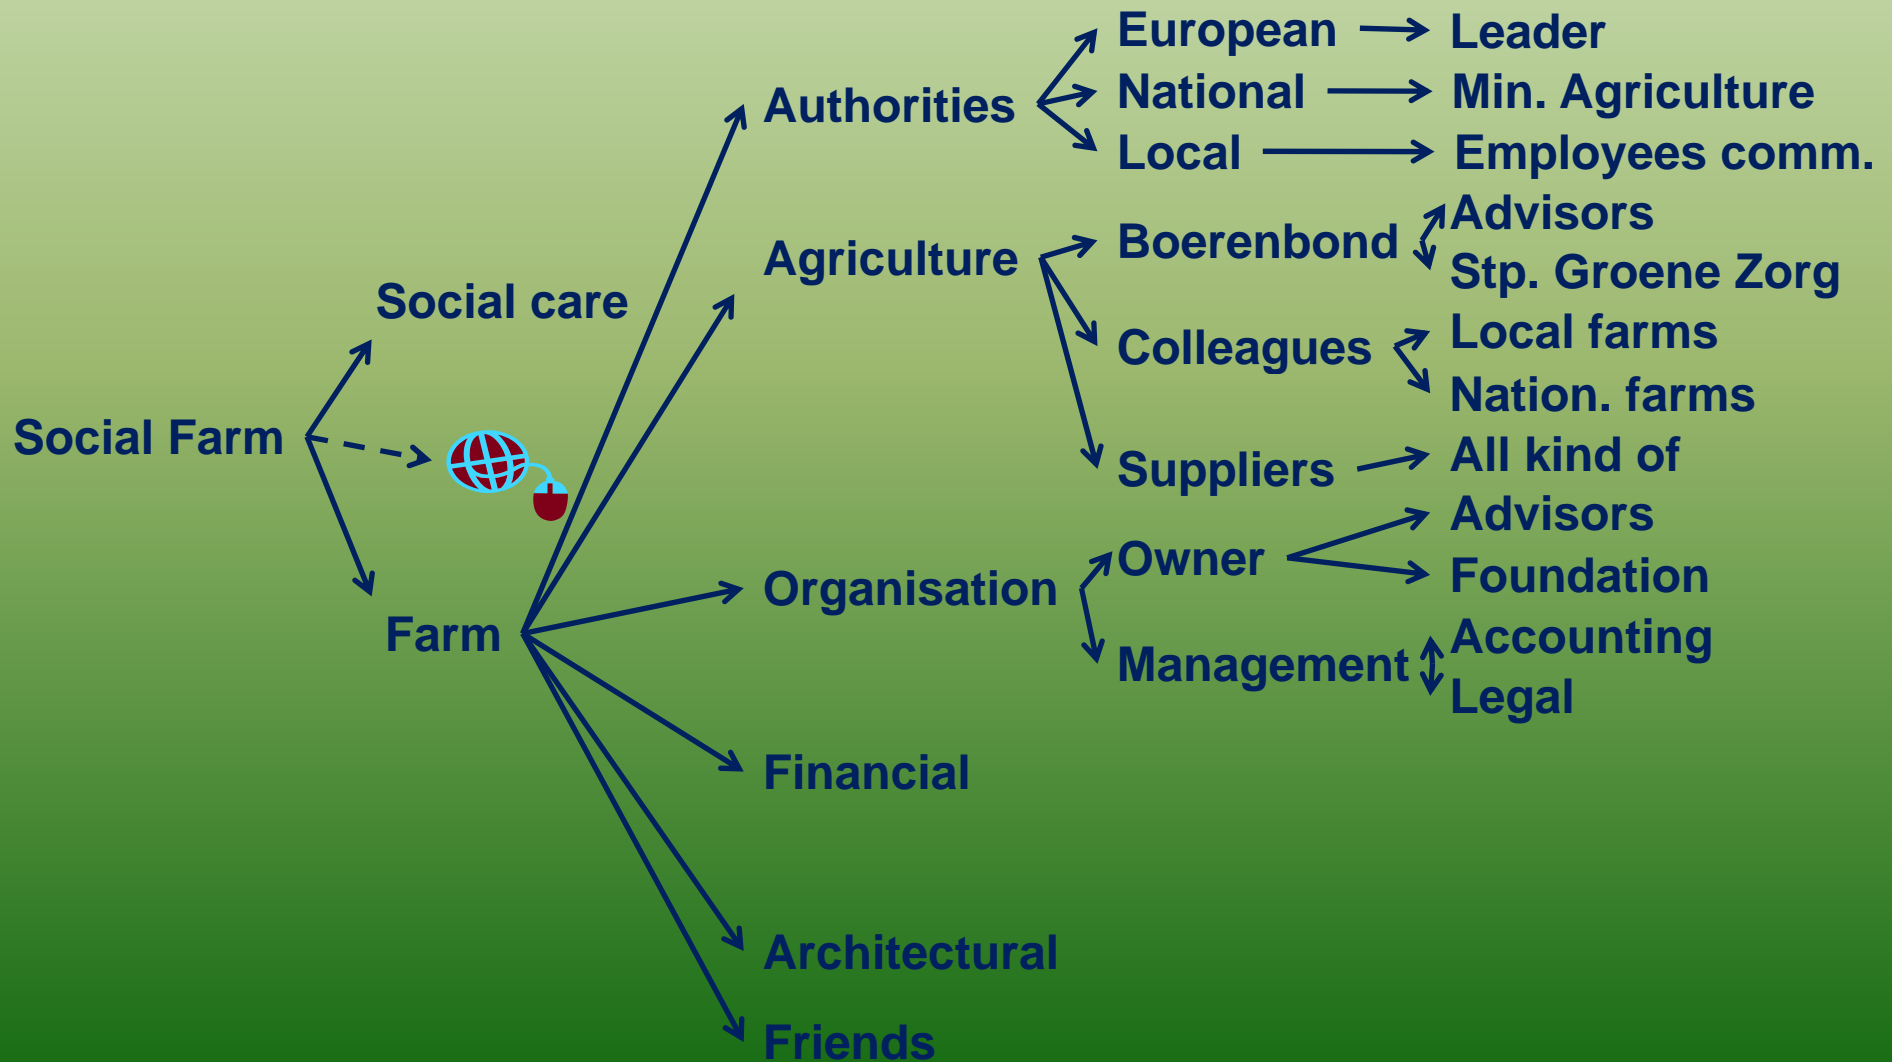 Social Farm
Social care
Farm
Authorities
Agriculture
Organisation
Financial
Architectural
Friends
European
National
Local
Boerenbond
Colleagues
Suppliers
Owner
Management
Leader
Min. Agriculture
Employees comm.
Advisors
Stp. Groene Zorg
Local farms
Nation. farms
All kind of
Advisors
Foundation
Accounting
Legal